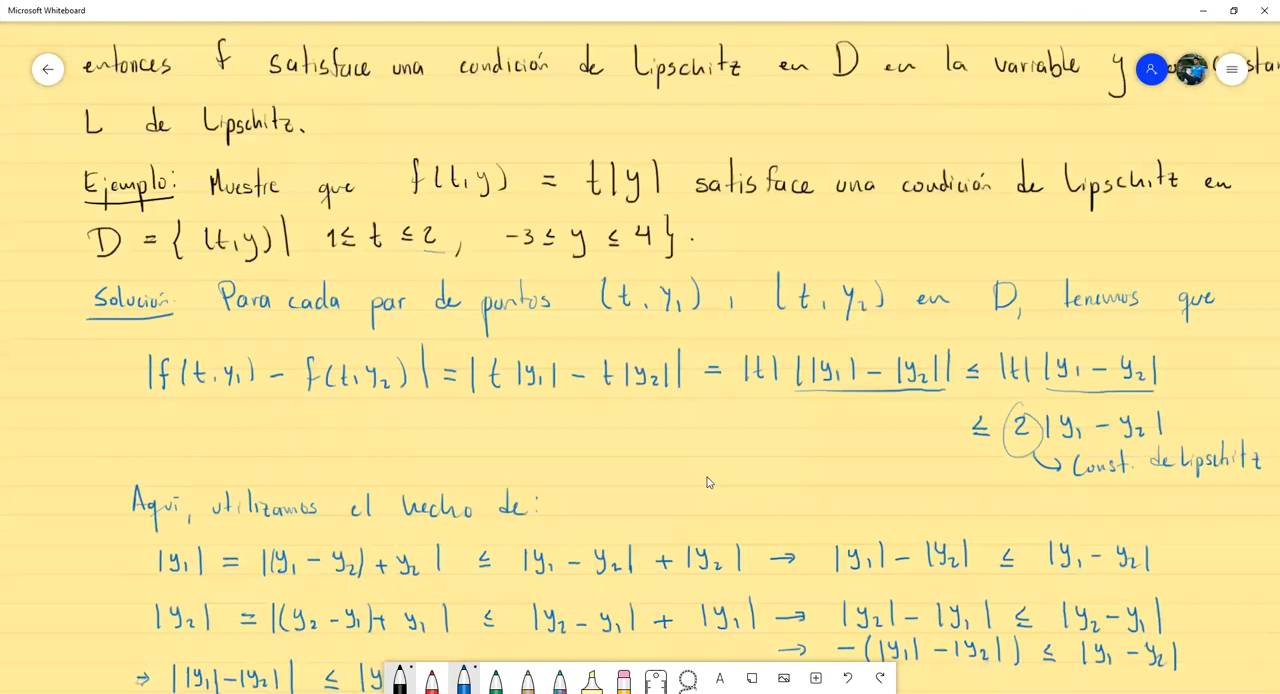 Microsoft Whiteboard
entonces f satisface una condición de Lipschitz en D en la variable y
L de Lipschitz.
Ejemplo: Muestre que f(t,y) = t|y| satisface una condición de Lipschitz en
D = { (t,y) | 1 ≤ t ≤ 2, -3 ≤ y ≤ 4 }.
Solución: Para cada par de puntos (t, y₁), (t, y₂) en D, tenemos que
|f(t,y₁) - f(t,y₂)| = |t|y₁| - t|y₂|| = |t| ||y₁| - |y₂|| ≤ |t| |y₁ - y₂|
≤ 2 |y₁ - y₂|
→ Const. de Lipschitz
Aquí, utilizamos el hecho de:
|y₁| = |(y₁ - y₂) + y₂| ≤ |y₁ - y₂| + |y₂| → |y₁| - |y₂| ≤ |y₁ - y₂|
|y₂| = |(y₂ - y₁) + y₁| ≤ |y₂ - y₁| + |y₁| → |y₂| - |y₁| ≤ |y₂ - y₁|
→ -(|y₁| - |y₂|) ≤ |y₁ - y₂|
⇒ ||y₁| - |y₂|| ≤ |y